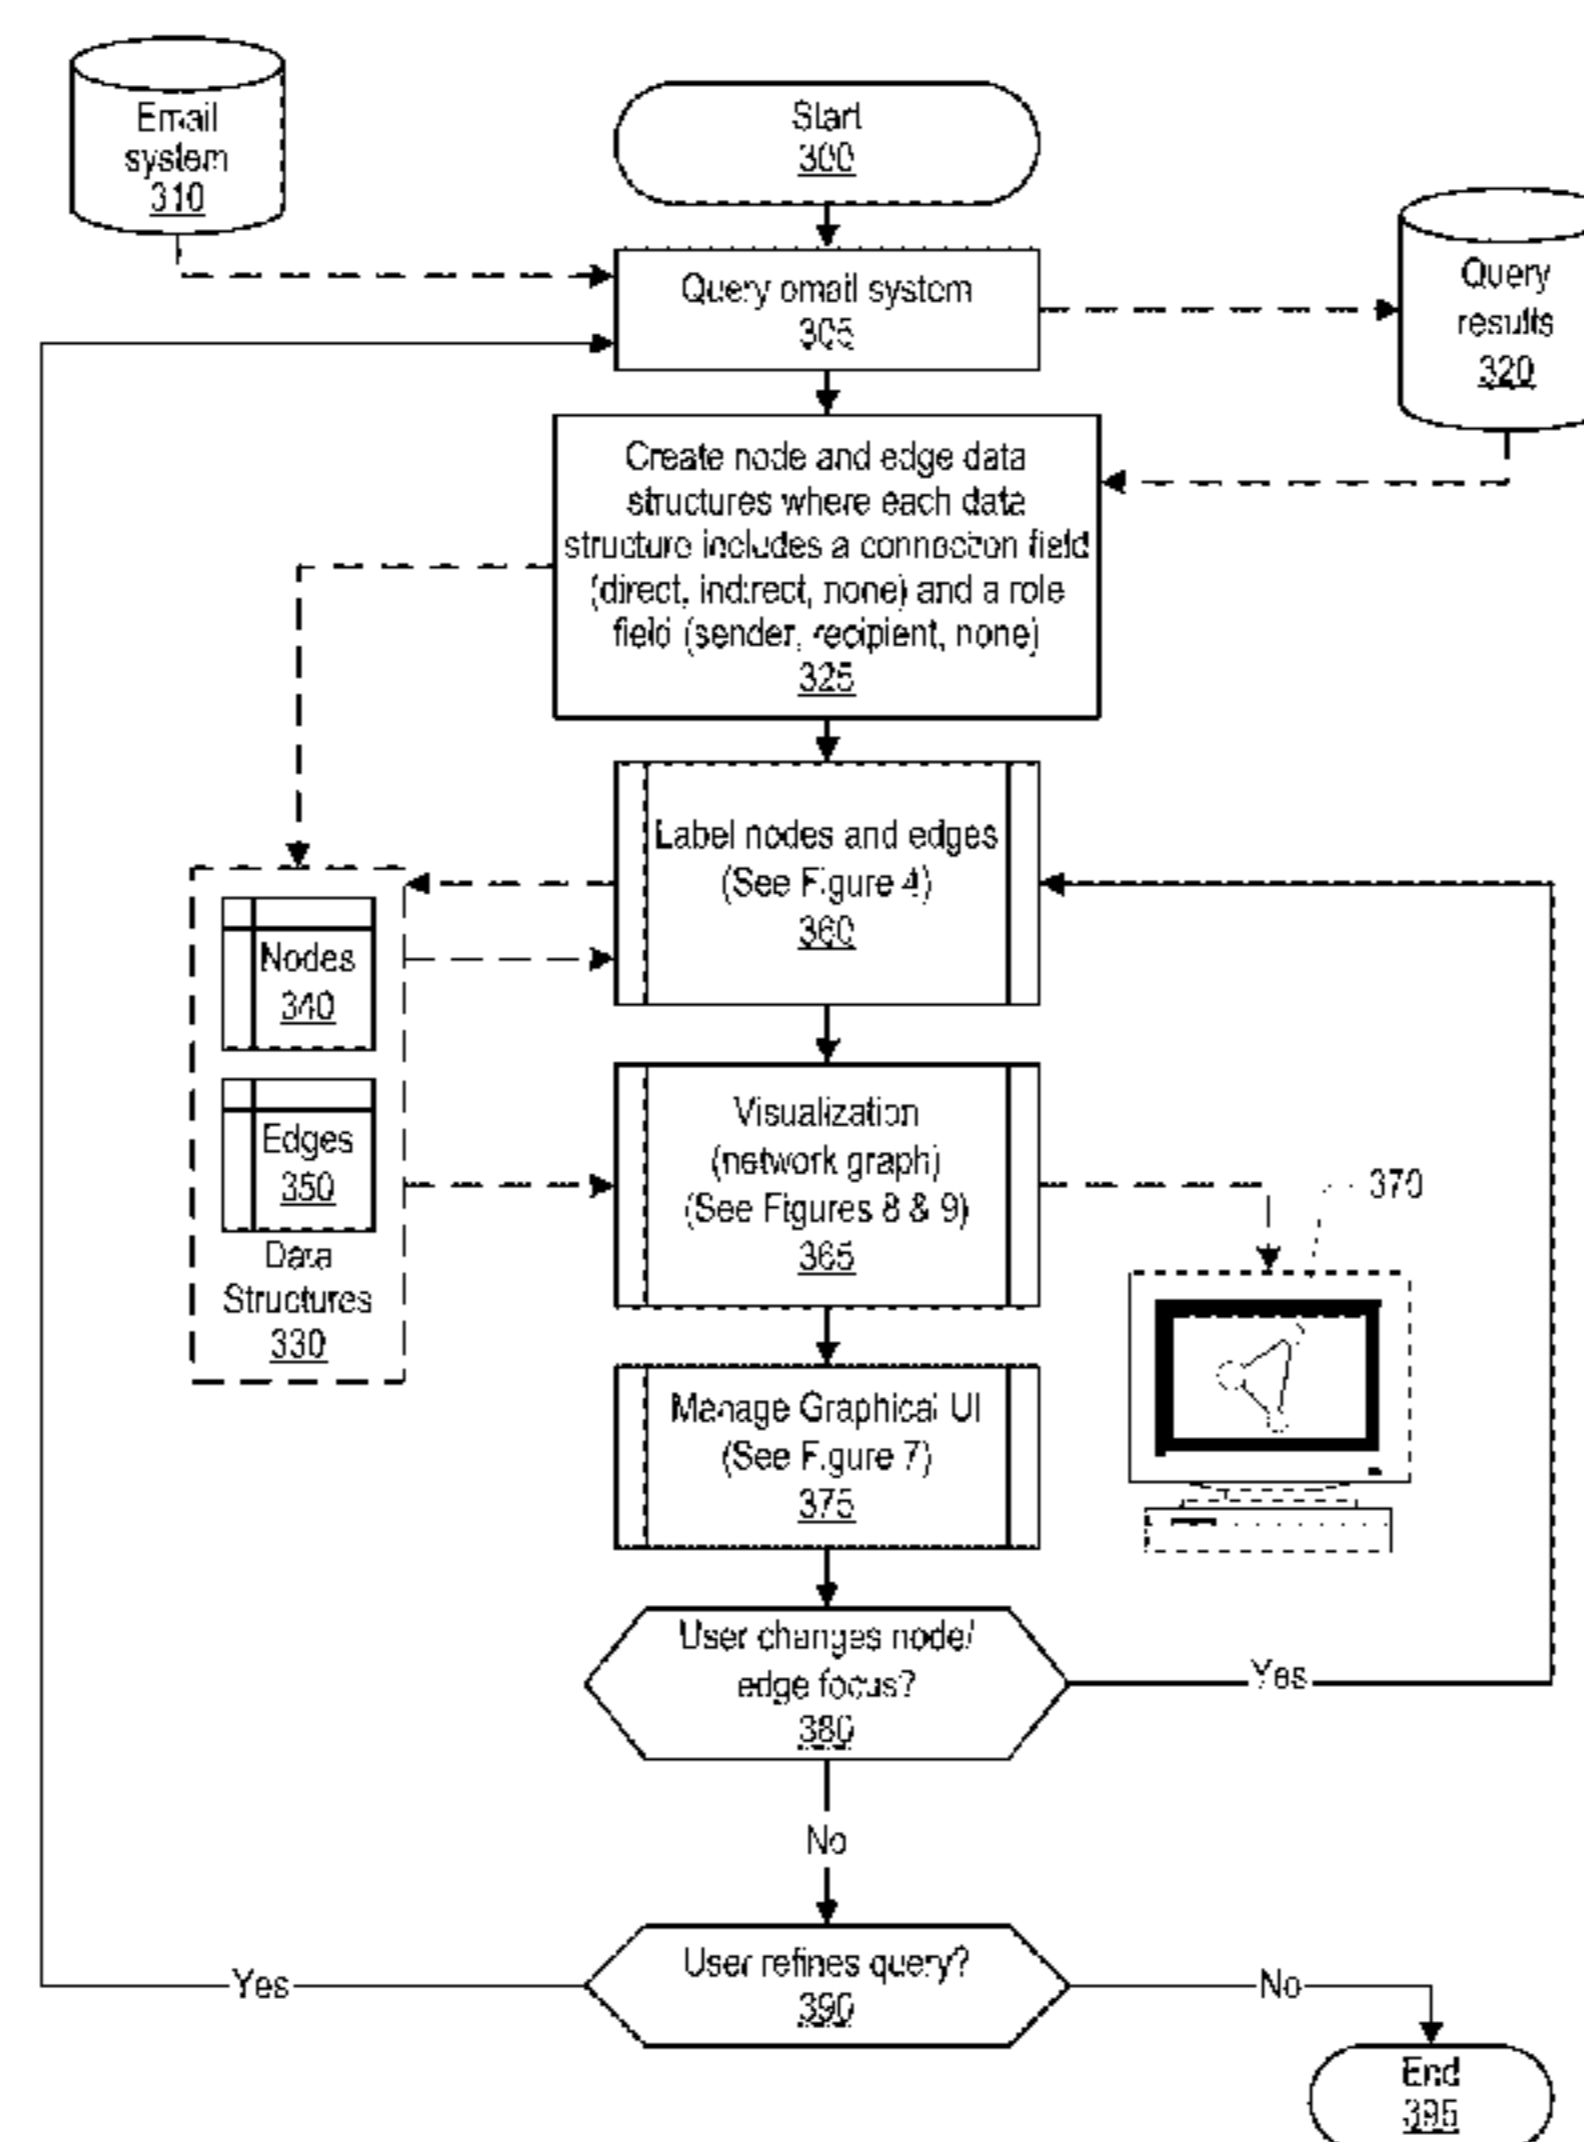 Email
system
310
Start
300
Query email system
305
Query
results
320
Create node and edge data
structures where each data
structure includes a connection field
(direct, indirect, none) and a role
field (sender, recipient, none)
325
Label nodes and edges
(See Figure 4)
360
Nodes
340
Edges
350
Data
Structures
330
Visualization
(network graph)
(See Figures 8 & 9)
365
370
Manage Graphical UI
(See Figure 7)
375
User changes node/
edge focus?
380
Yes
No
User refines query?
390
Yes
No
End
395